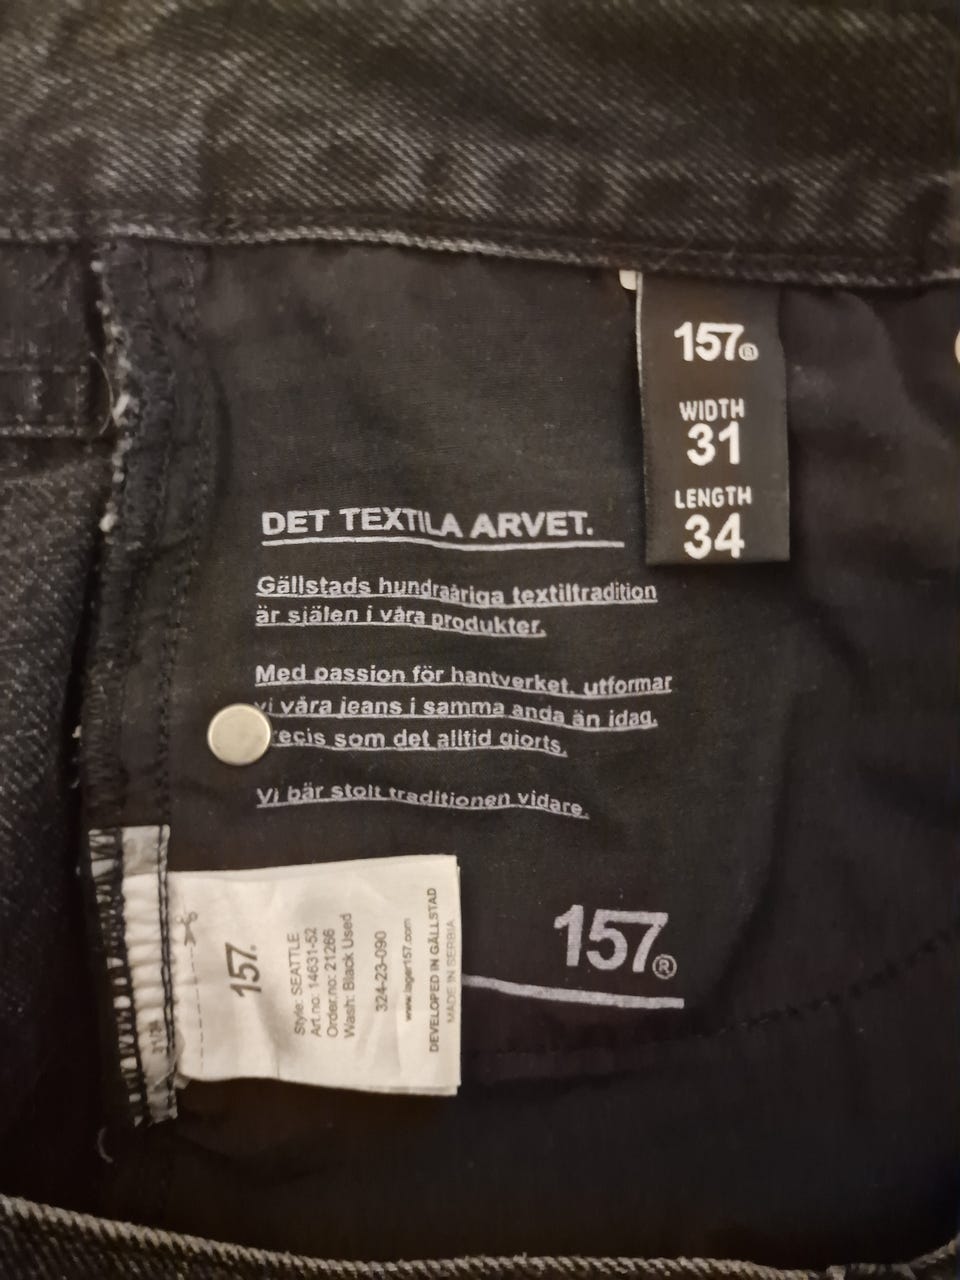 157®
WIDTH
31
LENGTH
34
DET TEXTILA ARVET.
Gällstads hundraåriga textiltradition
är själen i våra produkter.
Med passion för hantverket, utformar
vi våra jeans i samma anda än idag,
recis som det alltid gjorts.
Vi bär stolt traditionen vidare.
157®
157.
Style: SEATTLE
Art.no: 14631-52
Order.no: 21266
Wash: Black Used
324-23-090
www.lager157.com
DEVELOPED IN GÄLLSTAD
MADE IN SERBIA
31/34